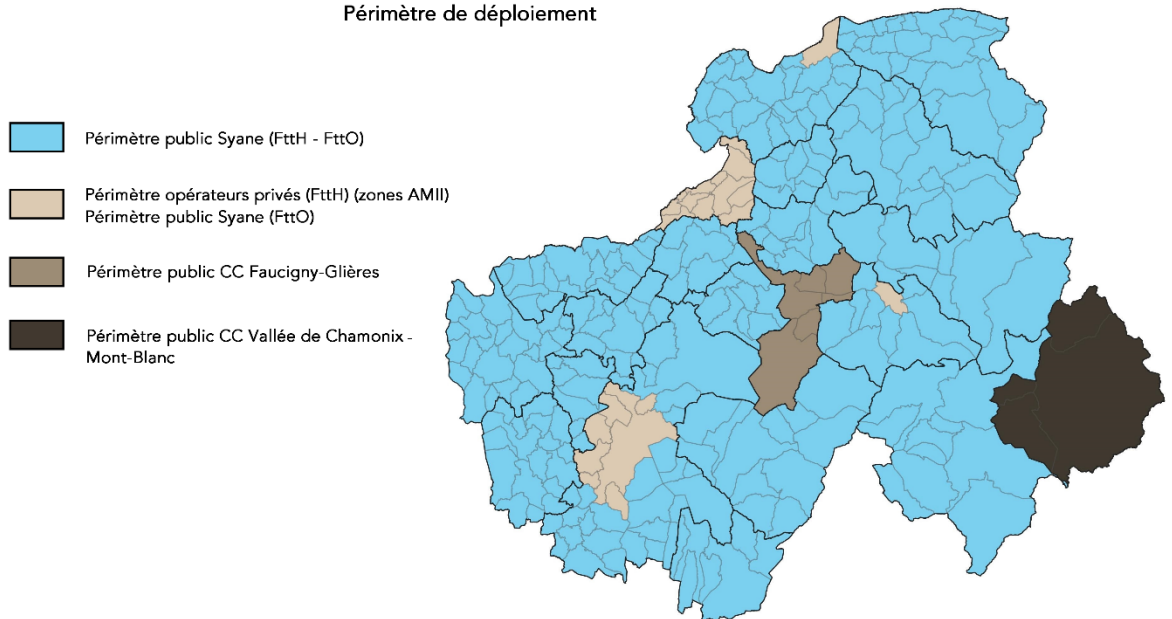 Périmètre de déploiement
Périmètre public Syane (FttH - FttO)
Périmètre opérateurs privés (FttH) (zones AMII)
Périmètre public Syane (FttO)
Périmètre public CC Faucigny-Glières
Périmètre public CC Vallée de Chamonix -
Mont-Blanc